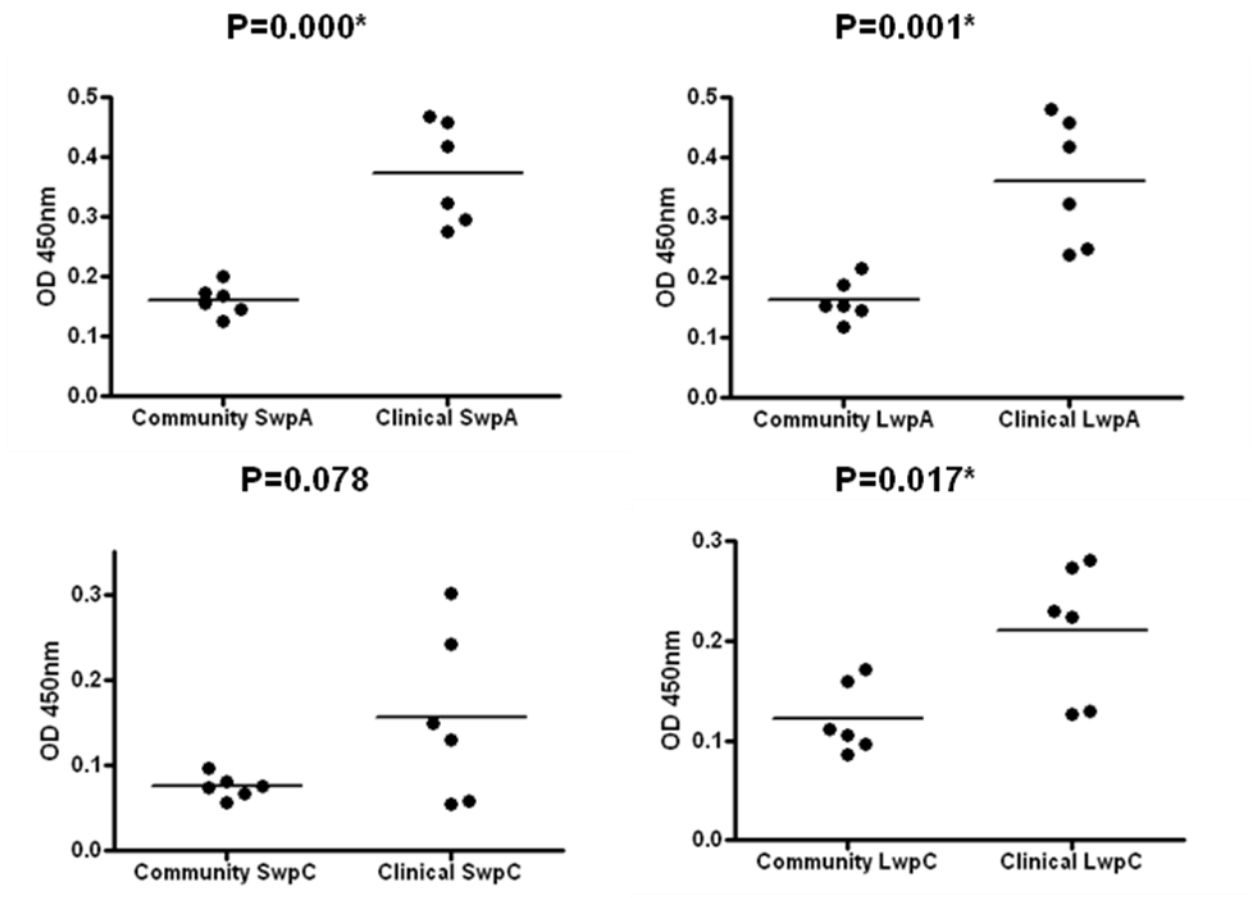 P=0.000*
OD 450nm
0.5
0.4
0.3
0.2
0.1
0.0
Community SwpA
Clinical SwpA
P=0.001*
OD 450nm
0.5
0.4
0.3
0.2
0.1
0.0
Community LwpA
Clinical LwpA
P=0.078
OD 450nm
0.3
0.2
0.1
0.0
Community SwpC
Clinical SwpC
P=0.017*
OD 450nm
0.3
0.2
0.1
0.0
Community LwpC
Clinical LwpC